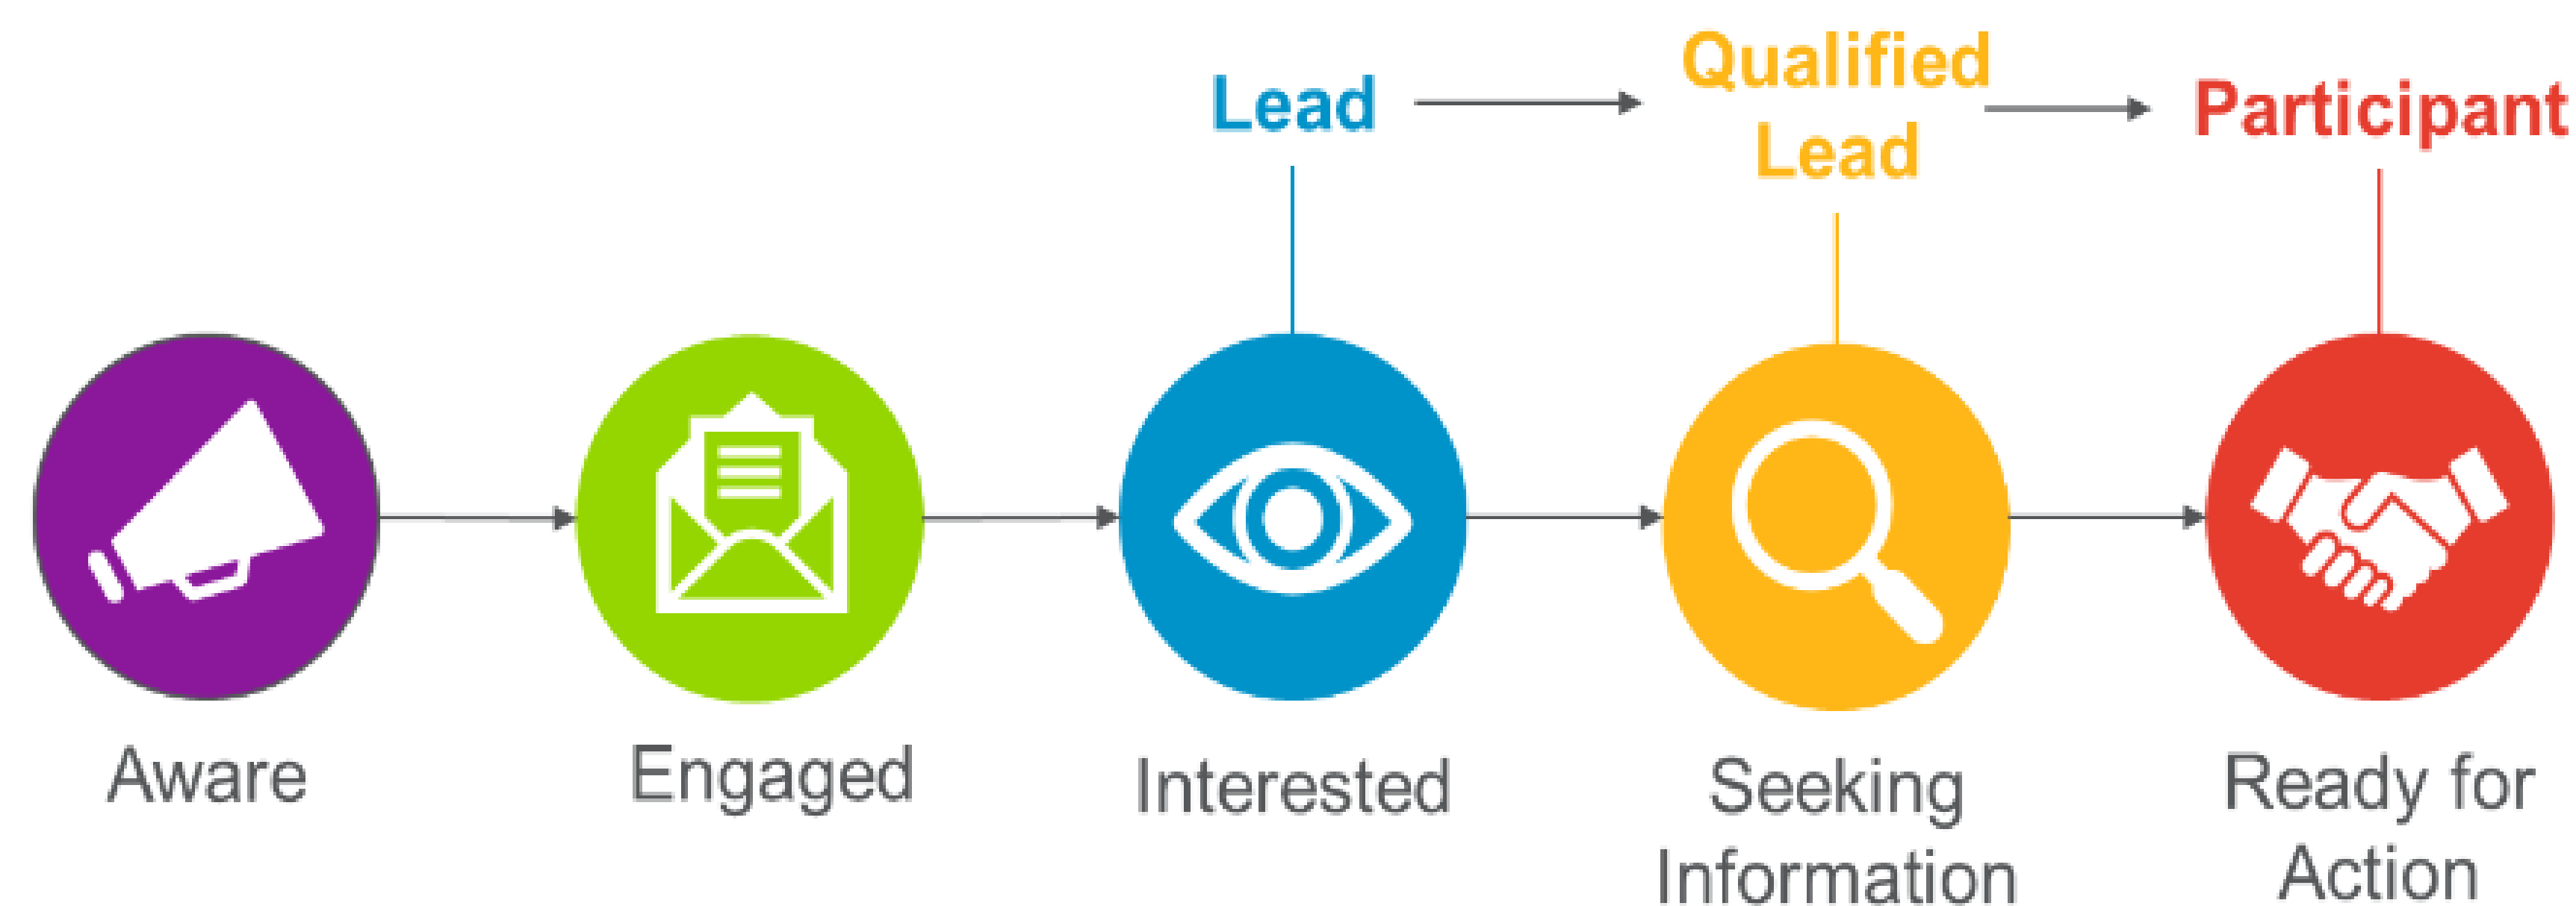 Lead
Qualified
Lead
Participant
Aware
Engaged
Interested
Seeking
Information
Ready for
Action